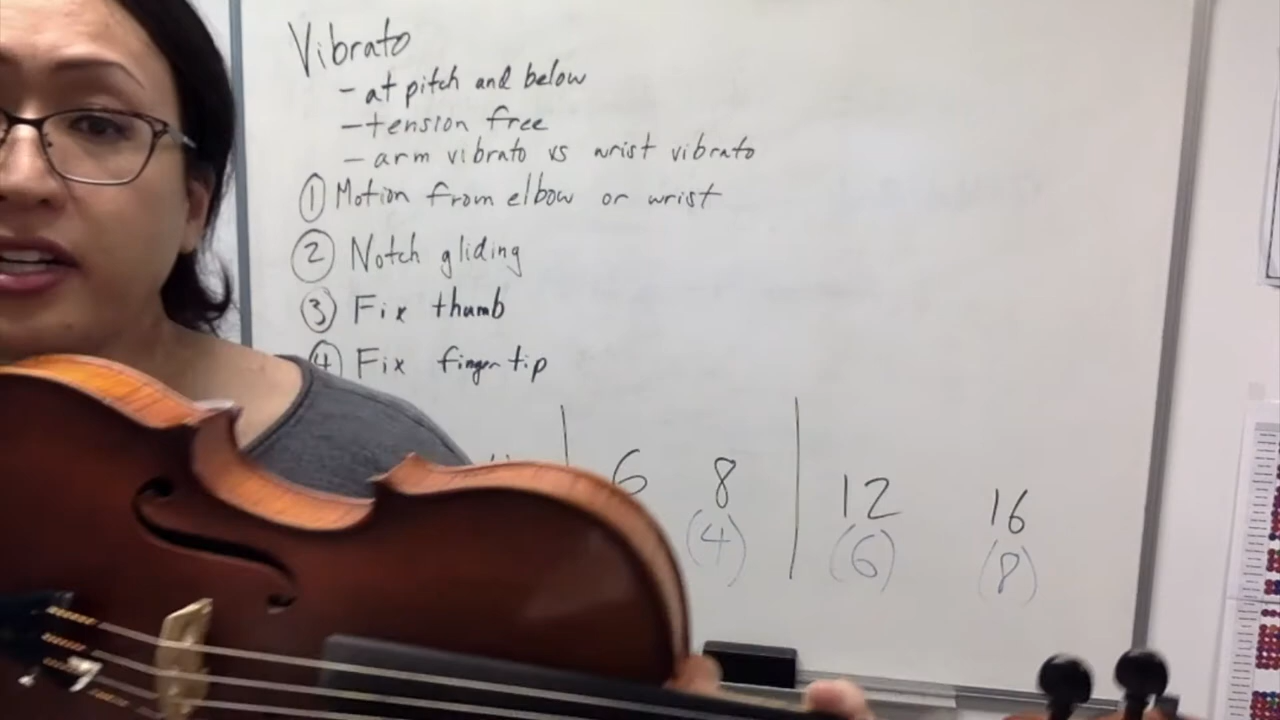 Vibrato
- at pitch and below
- tension free
- arm vibrato vs wrist vibrato
① Motion from elbow or wrist
② Notch gliding
③ Fix thumb
④ Fix finger tip
6 8 12 16
(4) (6) (8)